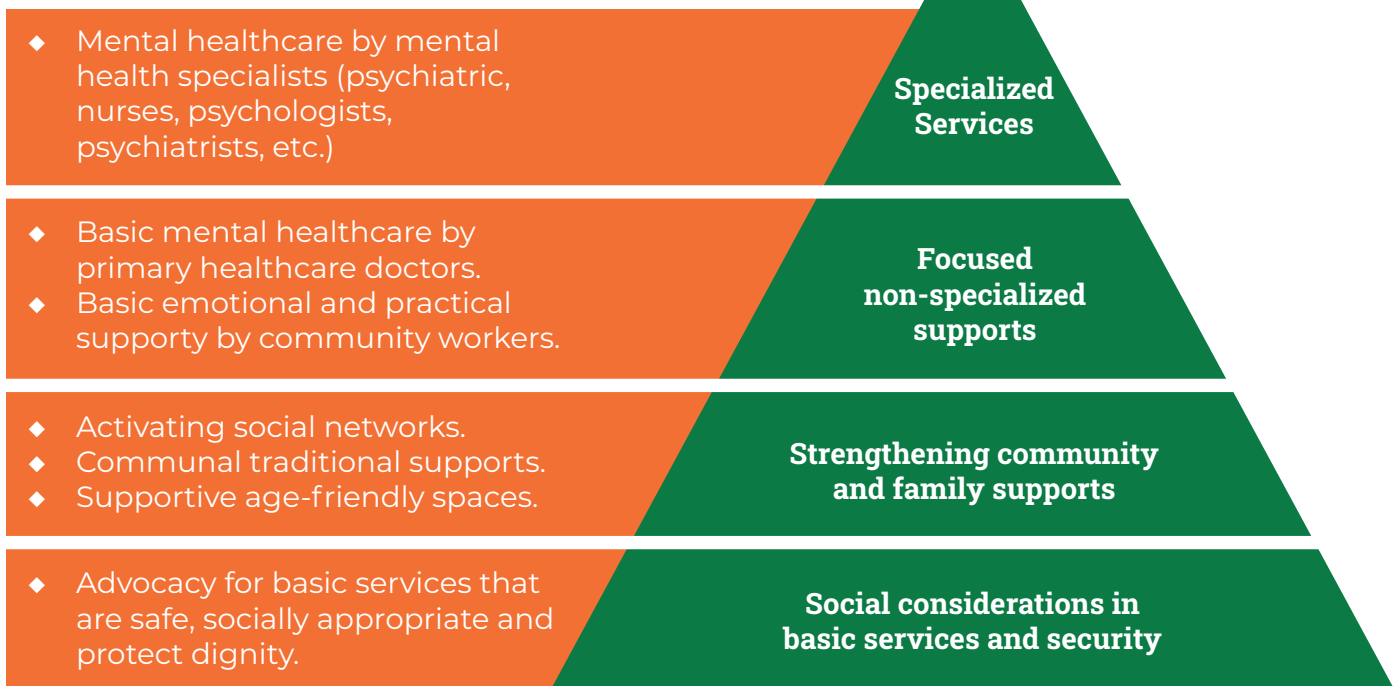 ◆ Mental healthcare by mental
health specialists (psychiatric,
nurses, psychologists,
psychiatrists, etc.)
Specialized
Services
◆ Basic mental healthcare by
primary healthcare doctors.
◆ Basic emotional and practical
supporty by community workers.
Focused
non-specialized
supports
◆ Activating social networks.
◆ Communal traditional supports.
◆ Supportive age-friendly spaces.
Strengthening community
and family supports
◆ Advocacy for basic services that
are safe, socially appropriate and
protect dignity.
Social considerations in
basic services and security